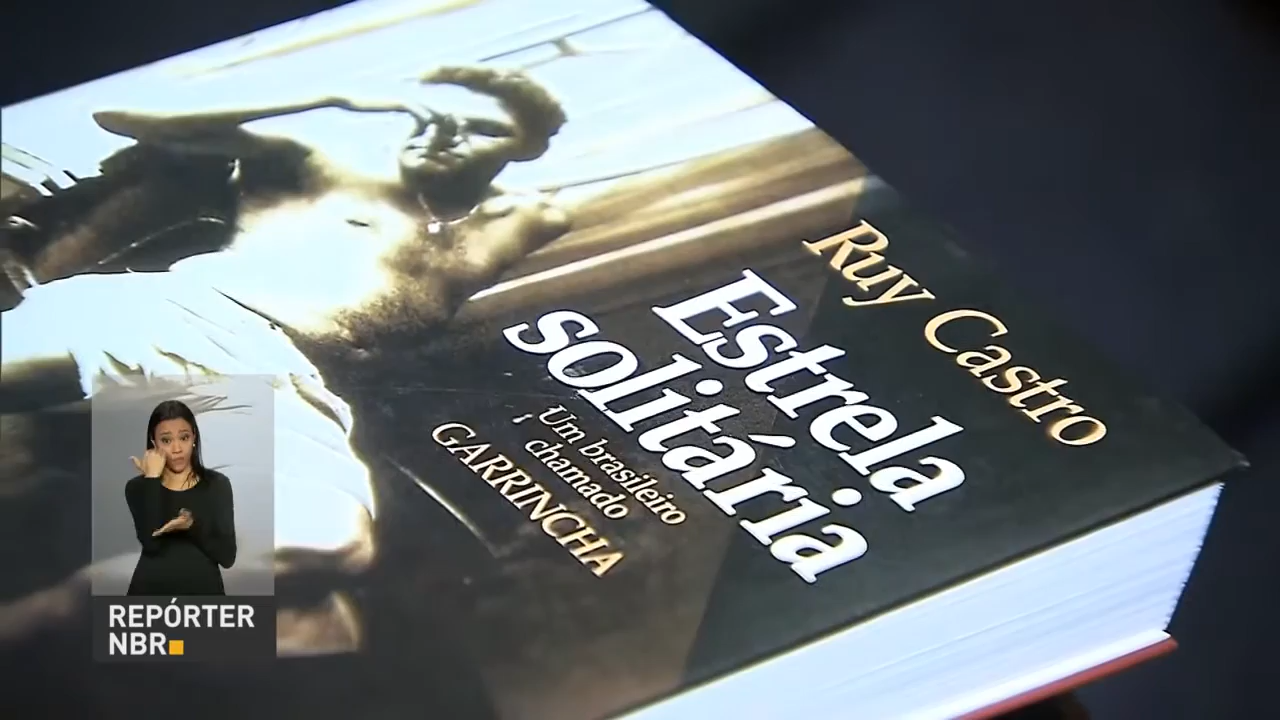 Ruy Castro
Estrela
solitária
Um brasileiro
chamado
GARRINCHA
REPÓRTER
NBR